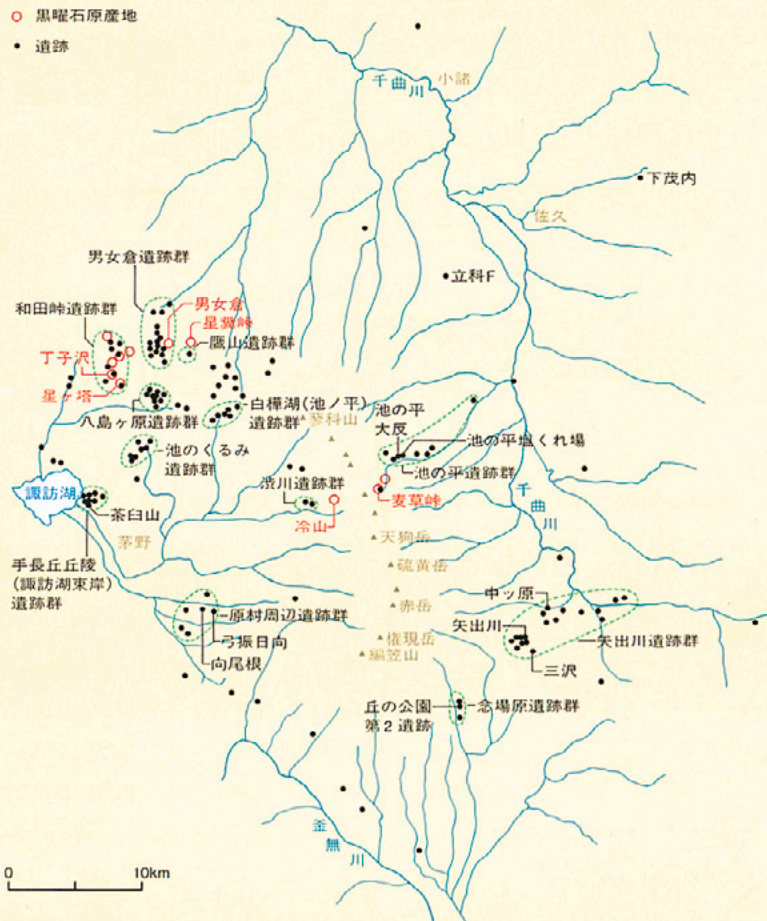 黒曜石原産地
遺跡
千曲川
小諸
下茂内
佐久
男女倉遺跡群
立科F
和田峠遺跡群
男女倉
星糞峠
鷹山遺跡群
丁子沢
星ヶ塔
八島ヶ原遺跡群
白樺湖(池ノ平)
遺跡群
蓼科山
池の平
大反
池の平塩くれ場
池のくるみ
遺跡群
池の平遺跡群
渋川遺跡群
麦草峠
諏訪湖
冷山
千曲川
茶臼山
茅野
天狗岳
手長丘丘陵
(諏訪湖東岸)
遺跡群
硫黄岳
中ッ原
赤岳
原村周辺遺跡群
矢出川
弓振日向
権現岳
矢出川遺跡群
向尾根
編笠山
三沢
丘の公園
第2遺跡
念場原遺跡群
釜無川
0 10km